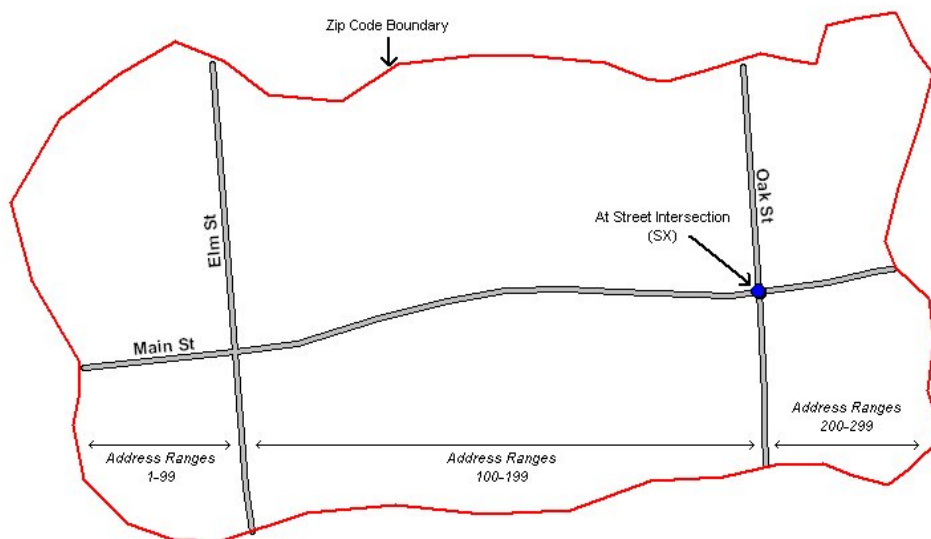 Zip Code Boundary
Elm St
Oak St
At Street Intersection
(SX)
Main St
Address Ranges
1-99
Address Ranges
100-199
Address Ranges
200-299